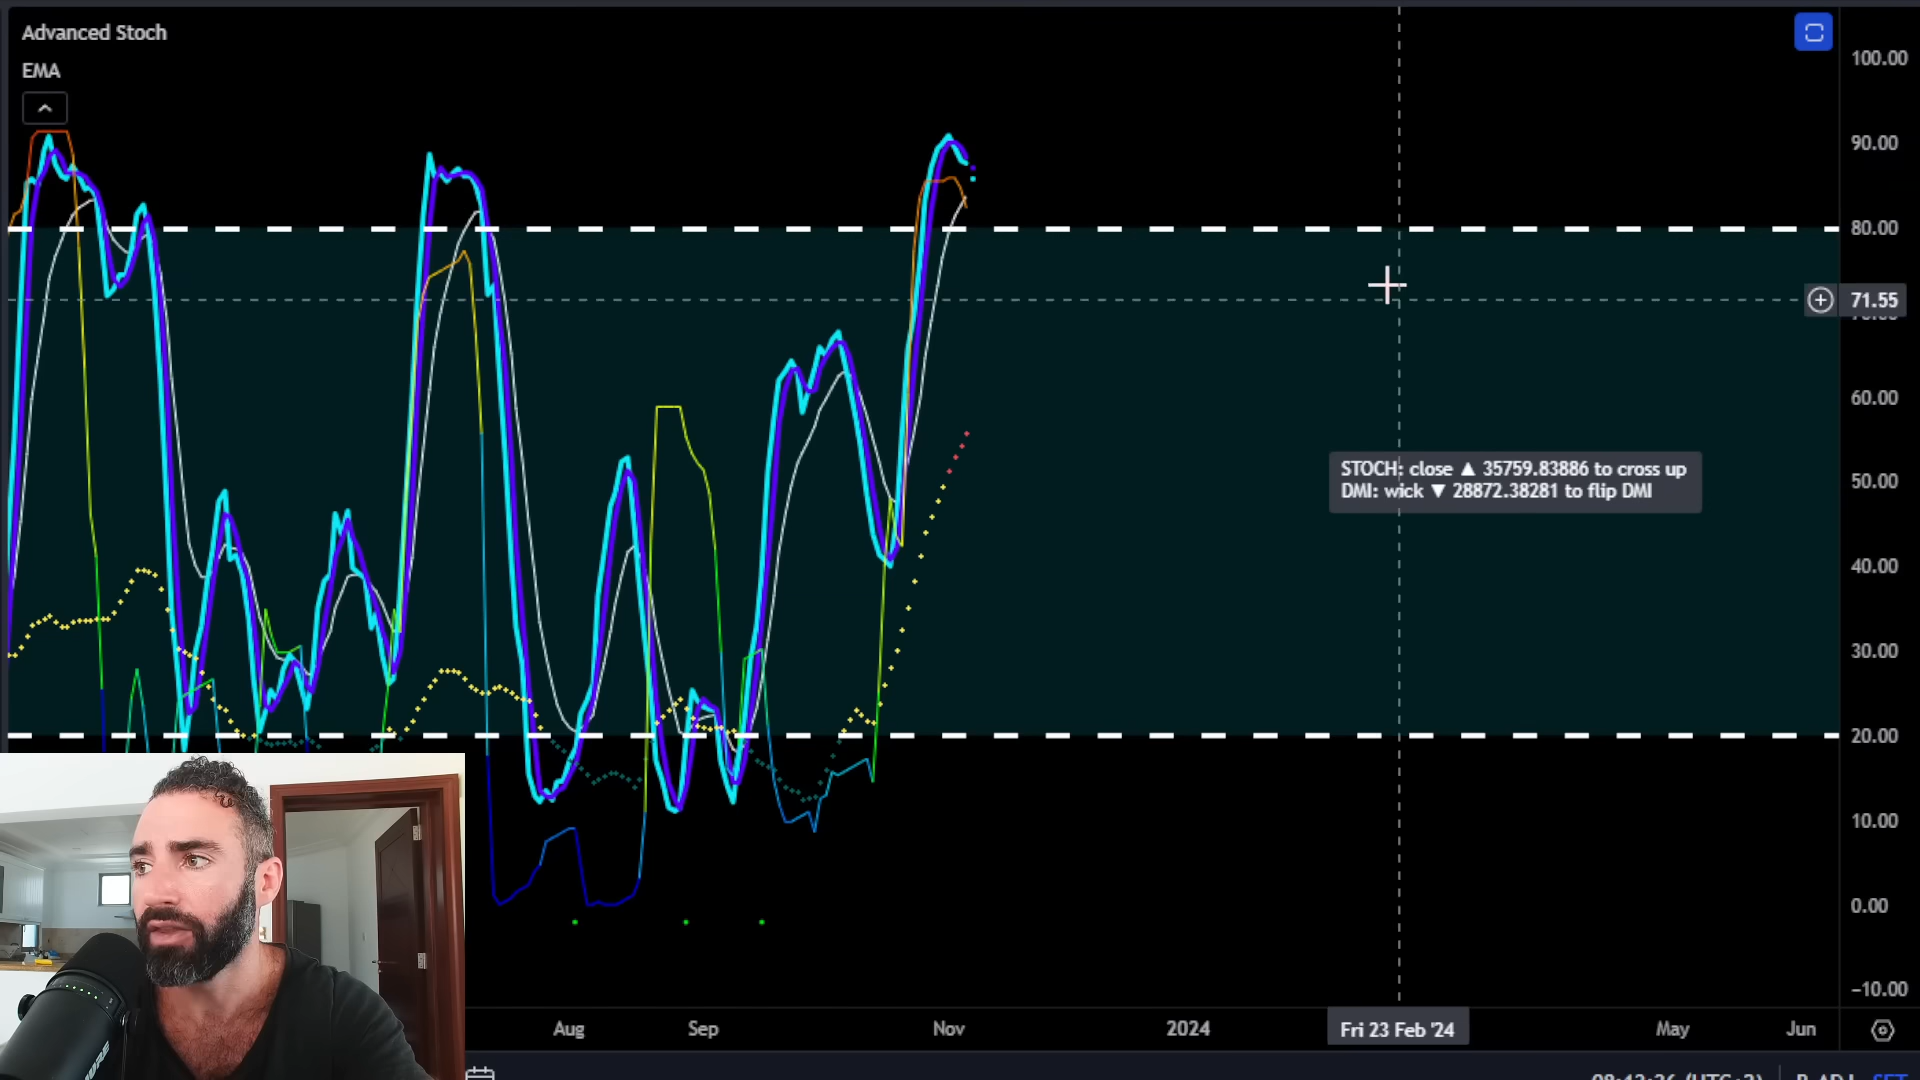 Advanced Stoch
EMA
100.00
90.00
80.00
71.55
60.00
50.00
40.00
30.00
20.00
10.00
0.00
−10.00
STOCH: close ▲ 35759.83886 to cross up
DMI: wick ▼ 28872.38281 to flip DMI
Aug
Sep
Nov
2024
Fri 23 Feb '24
May
Jun